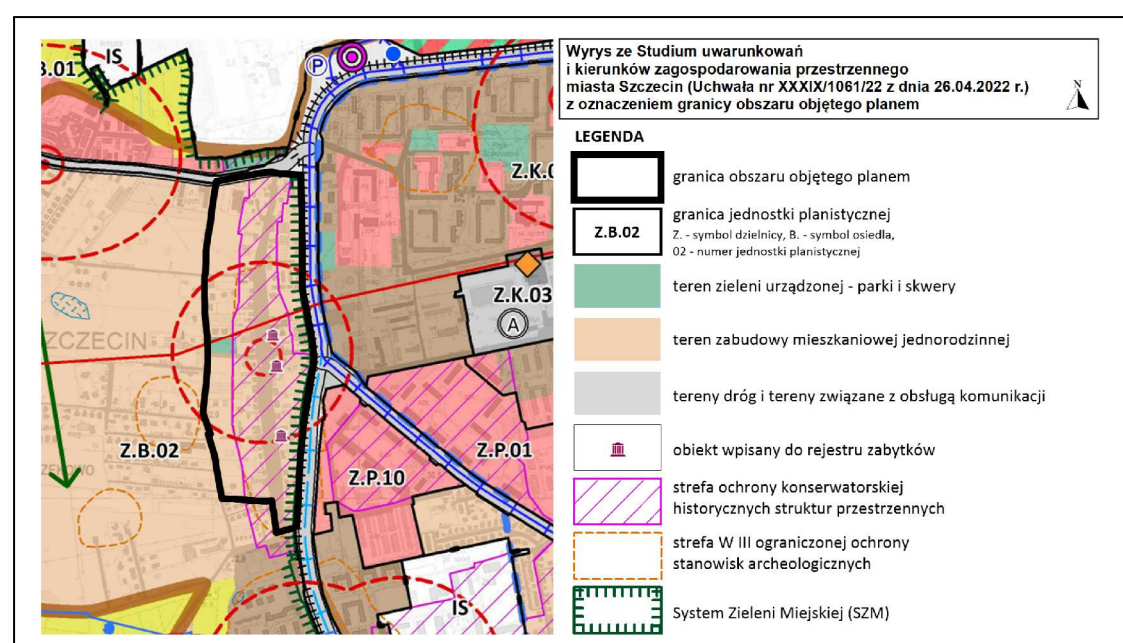 IS
B.01
P
Z.K.0
Z.K.03
A
ZCZECIN
Z.B.02
Z.P.01
Z.P.10
IS
Wyrys ze Studium uwarunkowań
i kierunków zagospodarowania przestrzennego
miasta Szczecin (Uchwała nr XXXIX/1061/22 z dnia 26.04.2022 r.)
z oznaczeniem granicy obszaru objętego planem
N
LEGENDA
granica obszaru objętego planem
Z.B.02
granica jednostki planistycznej
Z. - symbol dzielnicy, B. - symbol osiedla,
02 - numer jednostki planistycznej
teren zieleni urządzonej - parki i skwery
teren zabudowy mieszkaniowej jednorodzinnej
tereny dróg i tereny związane z obsługą komunikacji
obiekt wpisany do rejestru zabytków
strefa ochrony konserwatorskiej
historycznych struktur przestrzennych
strefa W III ograniczonej ochrony
stanowisk archeologicznych
System Zieleni Miejskiej (SZM)